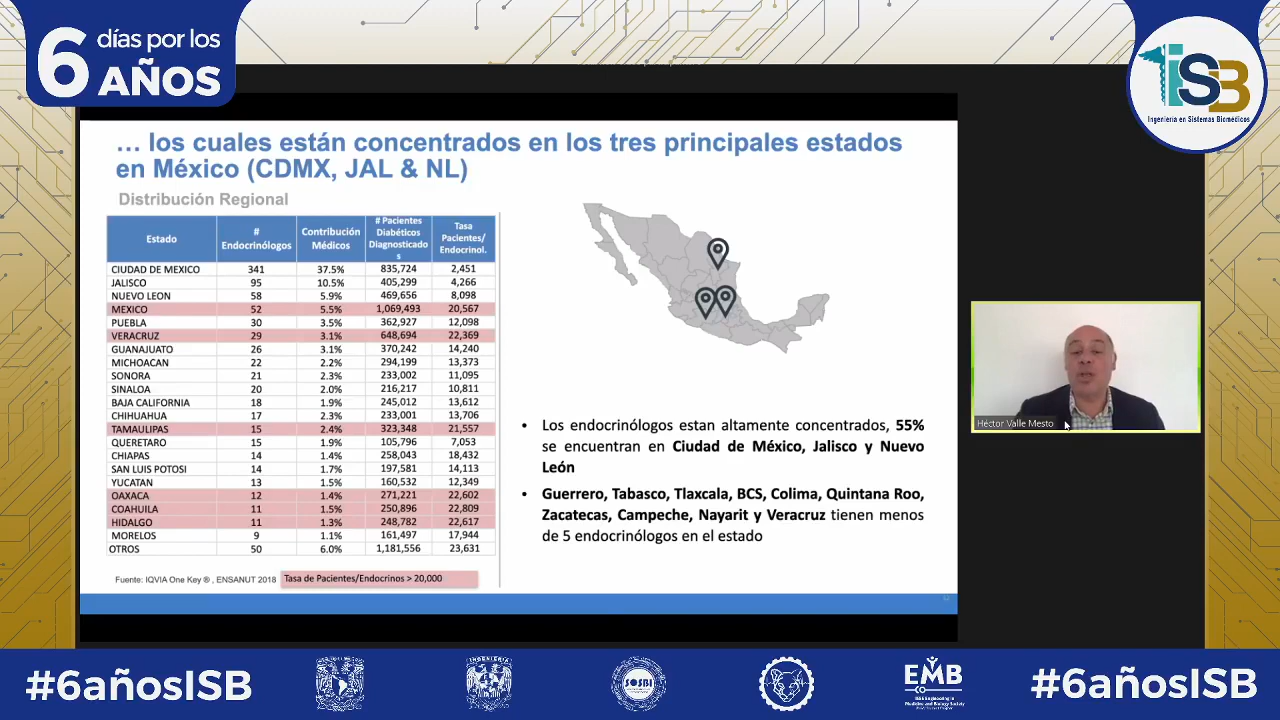 6 días por los
AÑOS
iSB
Ingeniería en Sistemas Biomédicos
… los cuales están concentrados en los tres principales estados
en México (CDMX, JAL & NL)
Distribución Regional
Estado # Endocrinólogos Contribución Médicos # Pacientes Diabéticos Diagnosticados Tasa Pacientes/ Endocrinol.
CIUDAD DE MEXICO 341 37.5% 835,724 2,451
JALISCO 95 10.5% 405,299 4,266
NUEVO LEON 58 5.9% 469,656 8,098
MEXICO 52 5.5% 1,069,493 20,567
PUEBLA 30 3.5% 362,927 12,098
VERACRUZ 29 3.1% 648,694 22,369
GUANAJUATO 26 3.1% 370,242 14,240
MICHOACAN 22 2.2% 294,199 13,373
SONORA 21 2.3% 233,002 11,095
SINALOA 20 2.0% 216,217 10,811
BAJA CALIFORNIA 18 1.9% 245,012 13,612
CHIHUAHUA 17 2.3% 233,001 13,706
TAMAULIPAS 15 2.4% 323,348 21,557
QUERETARO 15 1.9% 105,796 7,053
CHIAPAS 14 1.4% 258,043 18,432
SAN LUIS POTOSI 14 1.7% 197,581 14,113
YUCATAN 13 1.5% 160,532 12,349
OAXACA 12 1.4% 271,221 22,602
COAHUILA 11 1.5% 250,896 22,809
HIDALGO 11 1.3% 248,782 22,617
MORELOS 9 1.1% 161,497 17,944
OTROS 50 6.0% 1,181,556 23,631
Fuente: IQVIA One Key ® , ENSANUT 2018 Tasa de Pacientes/Endocrinos > 20,000
• Los endocrinólogos estan altamente concentrados, 55%
se encuentran en Ciudad de México, Jalisco y Nuevo
León
• Guerrero, Tabasco, Tlaxcala, BCS, Colima, Quintana Roo,
Zacatecas, Campeche, Nayarit y Veracruz tienen menos
de 5 endocrinólogos en el estado
Héctor Valle Mesto
#6añosISB
INGENIERÍA
SOSBI
EMB
IEEE Engineering in
Medicine and Biology Society
#6añosISB